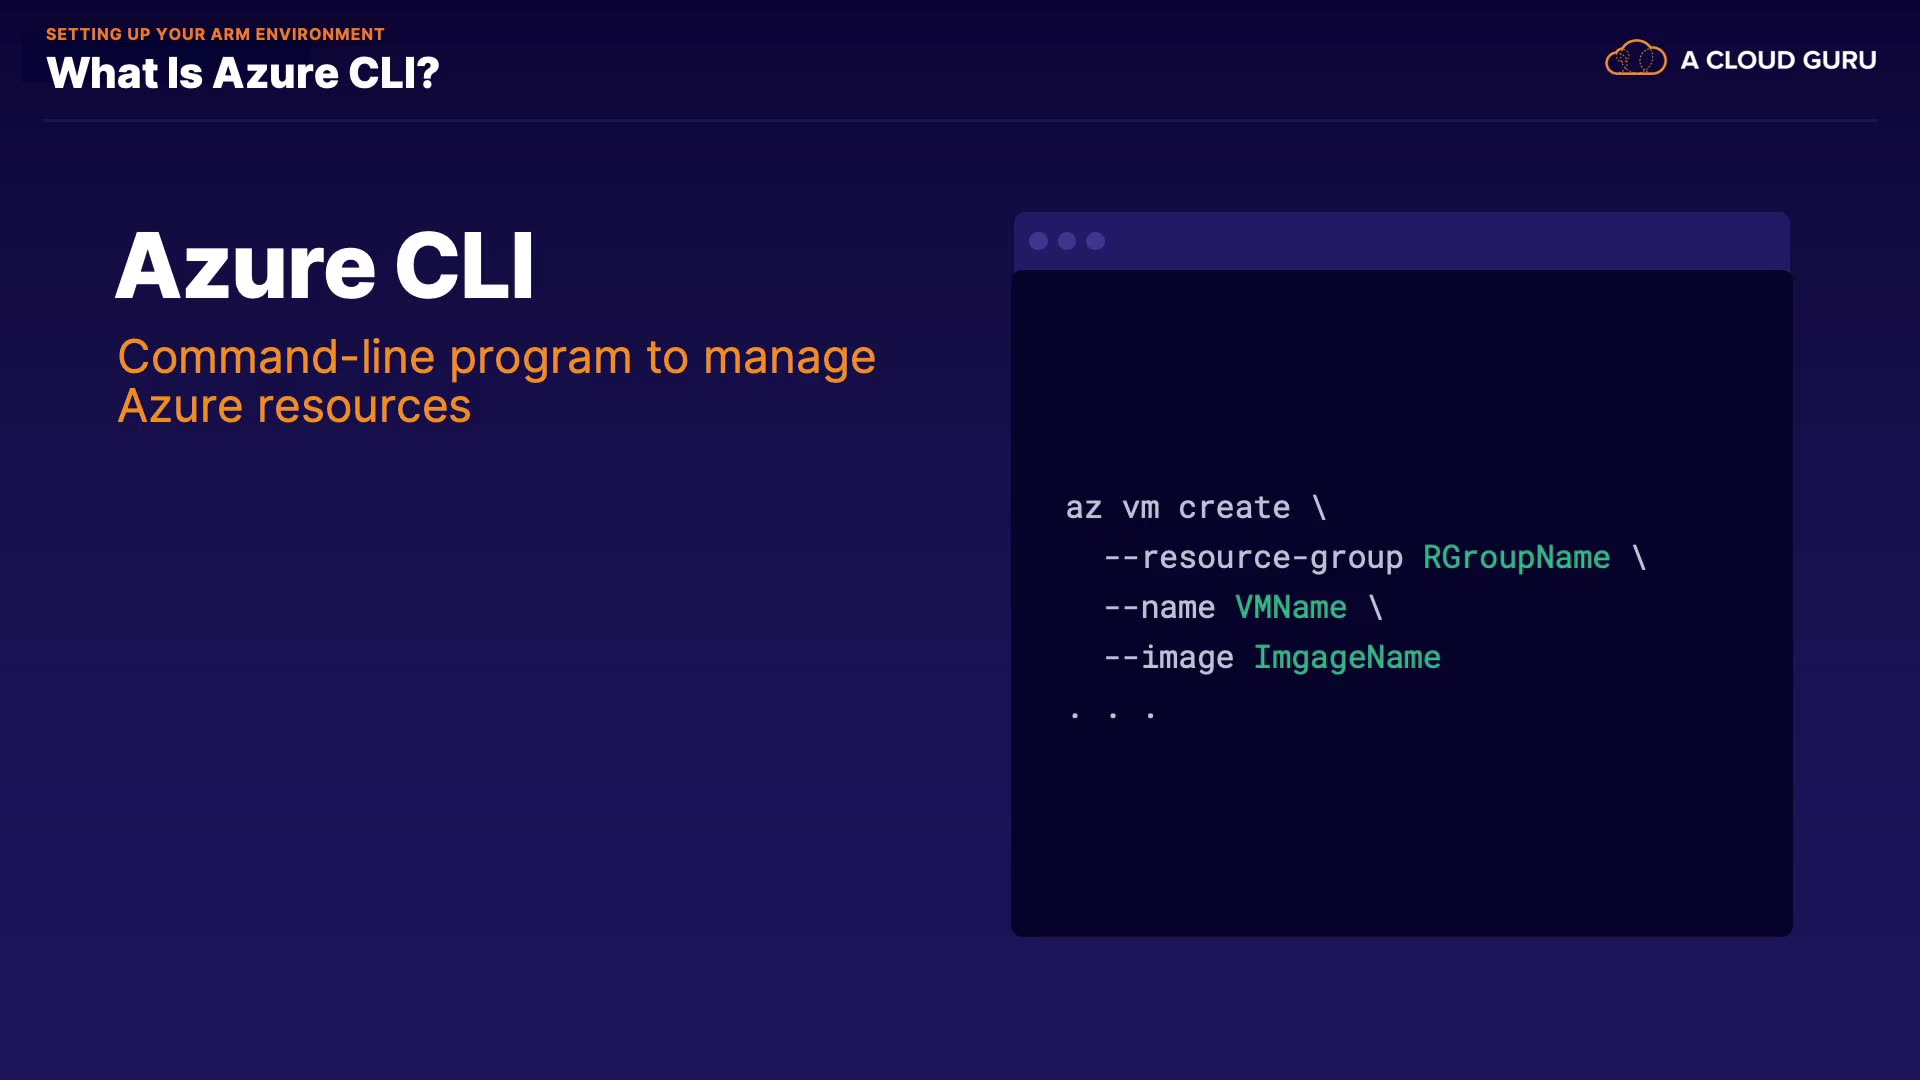 SETTING UP YOUR ARM ENVIRONMENT
What Is Azure CLI?
A CLOUD GURU
Azure CLI
Command-line program to manage
Azure resources
az vm create \
--resource-group RGroupName \
--name VMName \
--image ImgageName
. . .